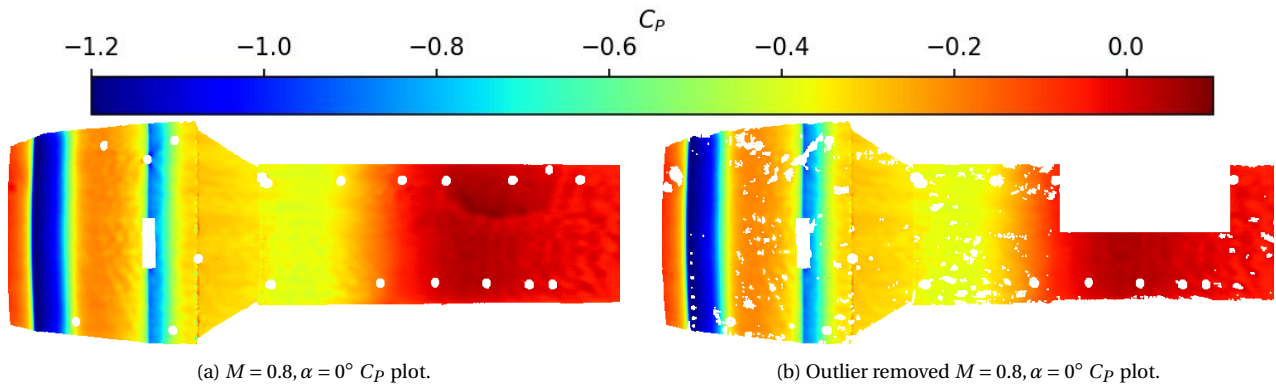 C_P
−1.2 −1.0 −0.8 −0.6 −0.4 −0.2 0.0
(a) M = 0.8, α = 0° C_P plot.
(b) Outlier removed M = 0.8, α = 0° C_P plot.